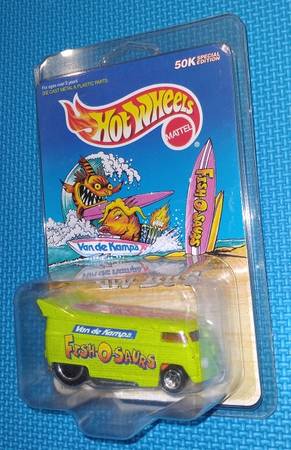 50K SPECIAL
EDITION
For ages over 3 years
DIE CAST METAL & PLASTIC PARTS
Hot Wheels
MATTEL
FISH-O-SAURS
Van de Kamp's
Van de Kamp's
FISH-O-SAURS